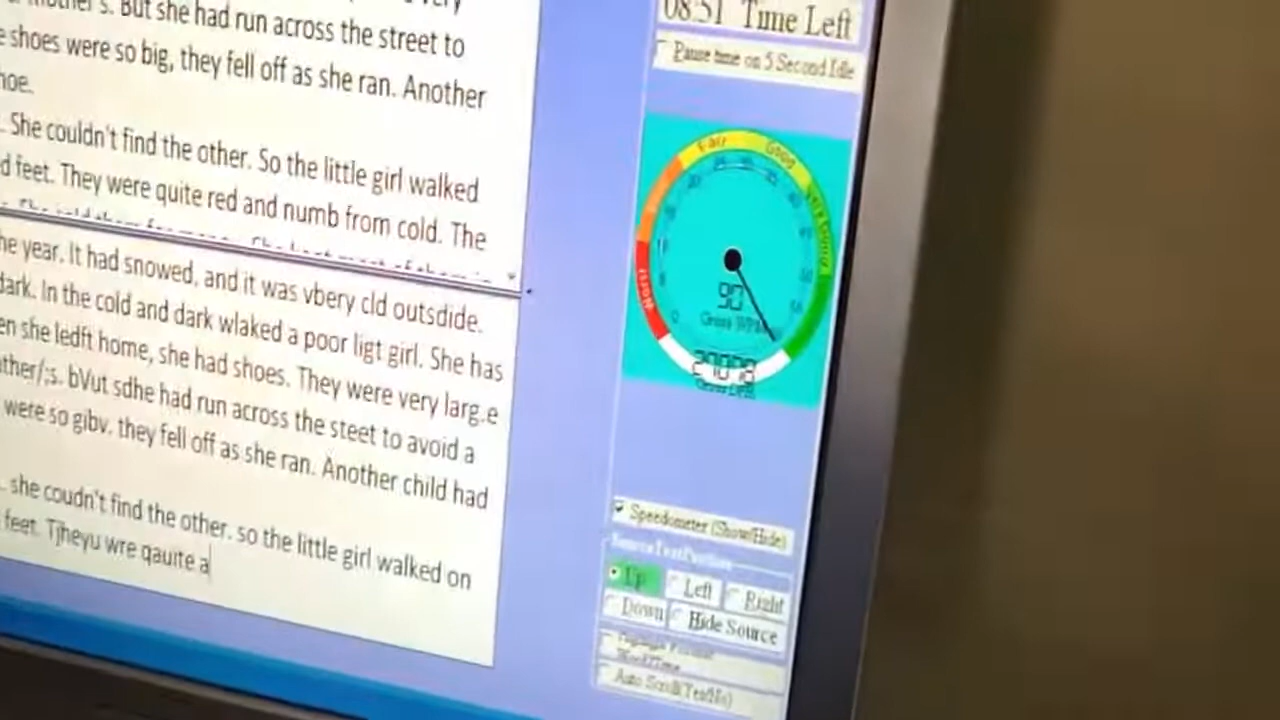 But she had run across the street to
e shoes were so big, they fell off as she ran. Another
hoe.
. She couldn't find the other. So the little girl walked
d feet. They were quite red and numb from cold. The
he year. It had snowed, and it was vbery cld outsdide.
dark. In the cold and dark wlaked a poor ligt girl. She has
en she ledft home, she had shoes. They were very larg.e
ther/;s. bVut sdhe had run across the steet to avoid a
were so gibv. they fell off as she ran. Another child had
. she coudn't find the other. so the little girl walked on
feet. Tjheyu wre qauite a
08:51 Time Left
Pause time on 5 Second Idle
Fair Good
90
Gross WPM
Speedometer (Show/Hide)
Up Left Right
Down Hide Source
Auto Scroll(Yes/No)